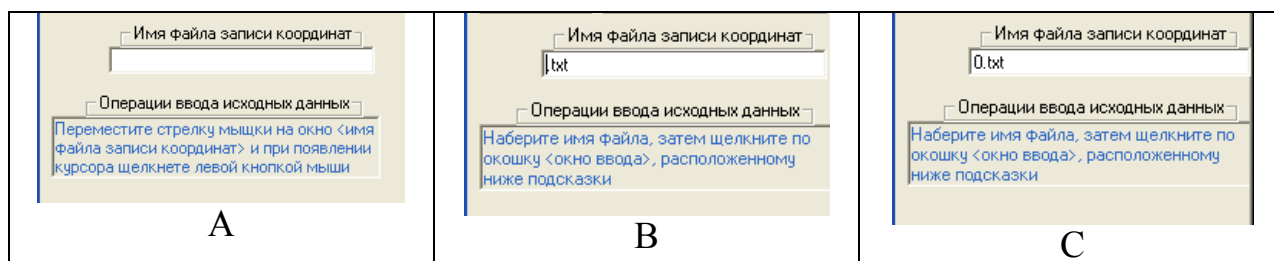 Имя файла записи координат
Операции ввода исходных данных
Переместите стрелку мыщки на окно <имя
файла записи координат> и при появлении
курсора щелкнете левой кнопкой мыши
A
Имя файла записи координат
.txt
Операции ввода исходных данных
Наберите имя файла, затем щелкните по
окошку <окно ввода>, расположенному
ниже подсказки
B
Имя файла записи координат
0.txt
Операции ввода исходных данных
Наберите имя файла, затем щелкните по
окошку <окно ввода>, расположенному
ниже подсказки
C